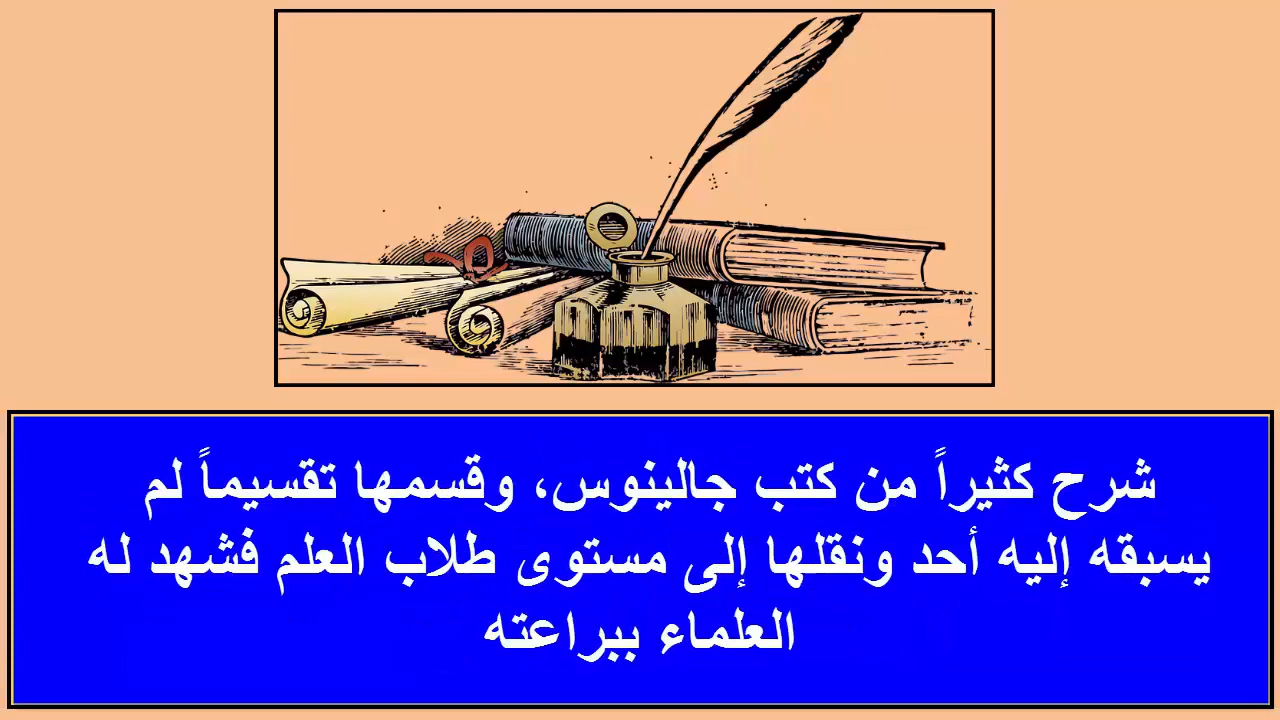 شرح كثيراً من كتب جالينوس، وقسمها تقسيماً لم
يسبقه إليه أحد ونقلها إلى مستوى طلاب العلم فشهد له
العلماء ببراعته